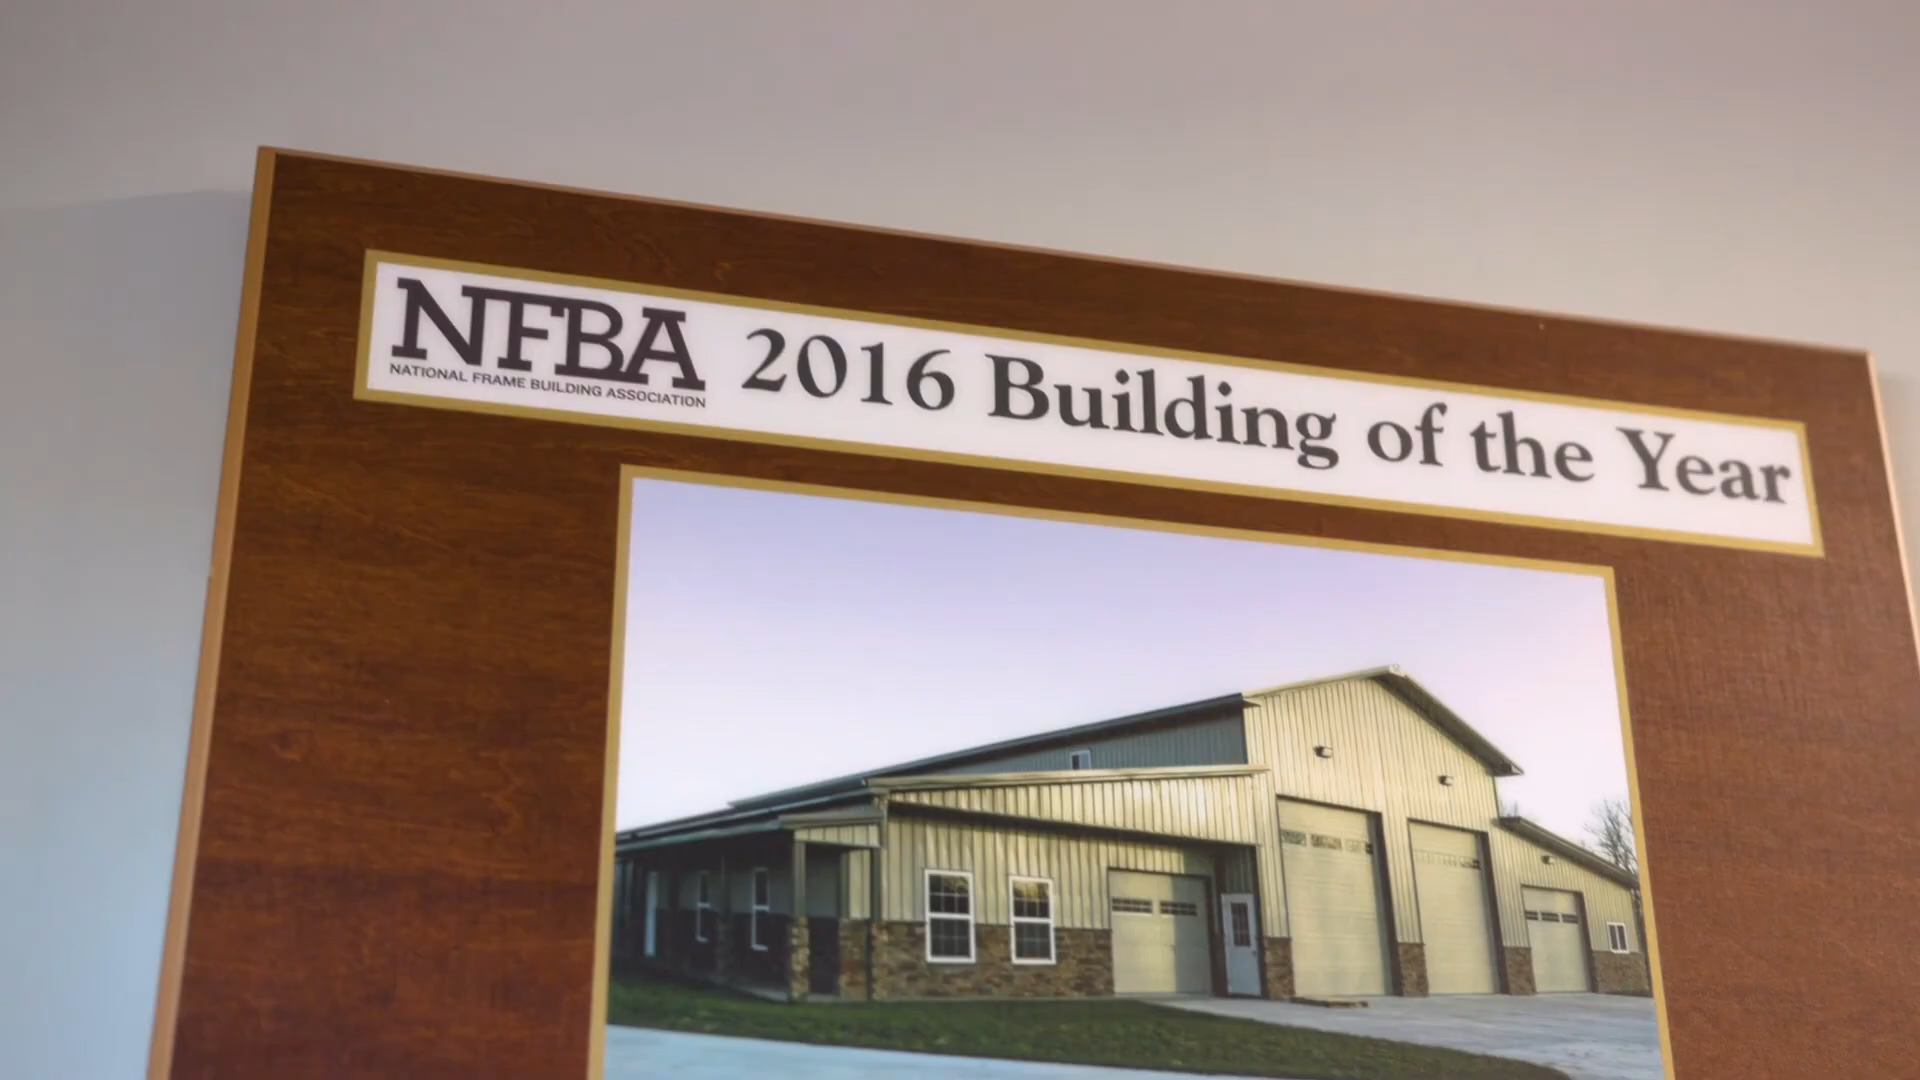 NFBA
NATIONAL FRAME BUILDING ASSOCIATION
2016 Building of the Year